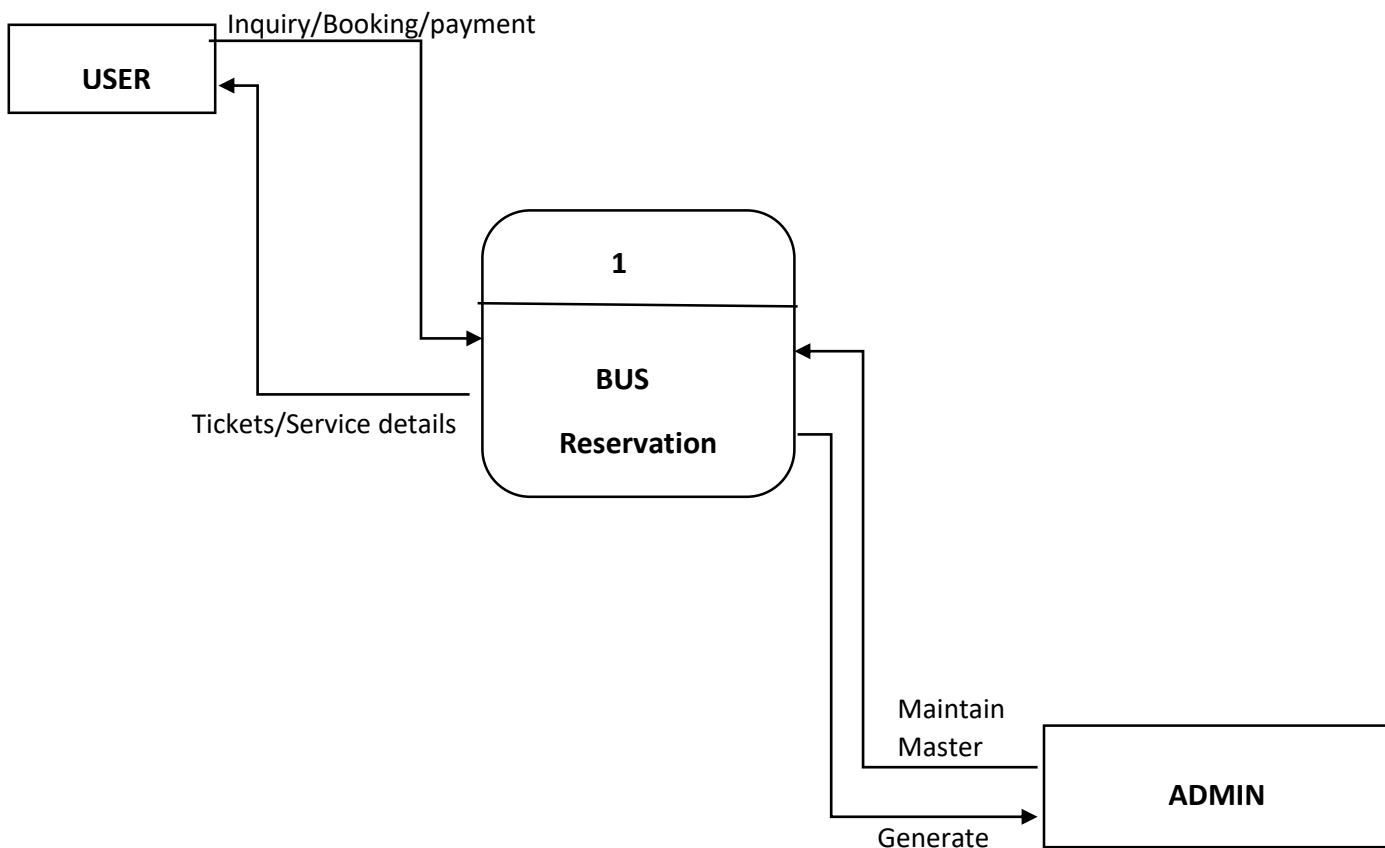 Inquiry/Booking/payment
USER
1
BUS
Reservation
Tickets/Service details
Maintain
Master
ADMIN
Generate